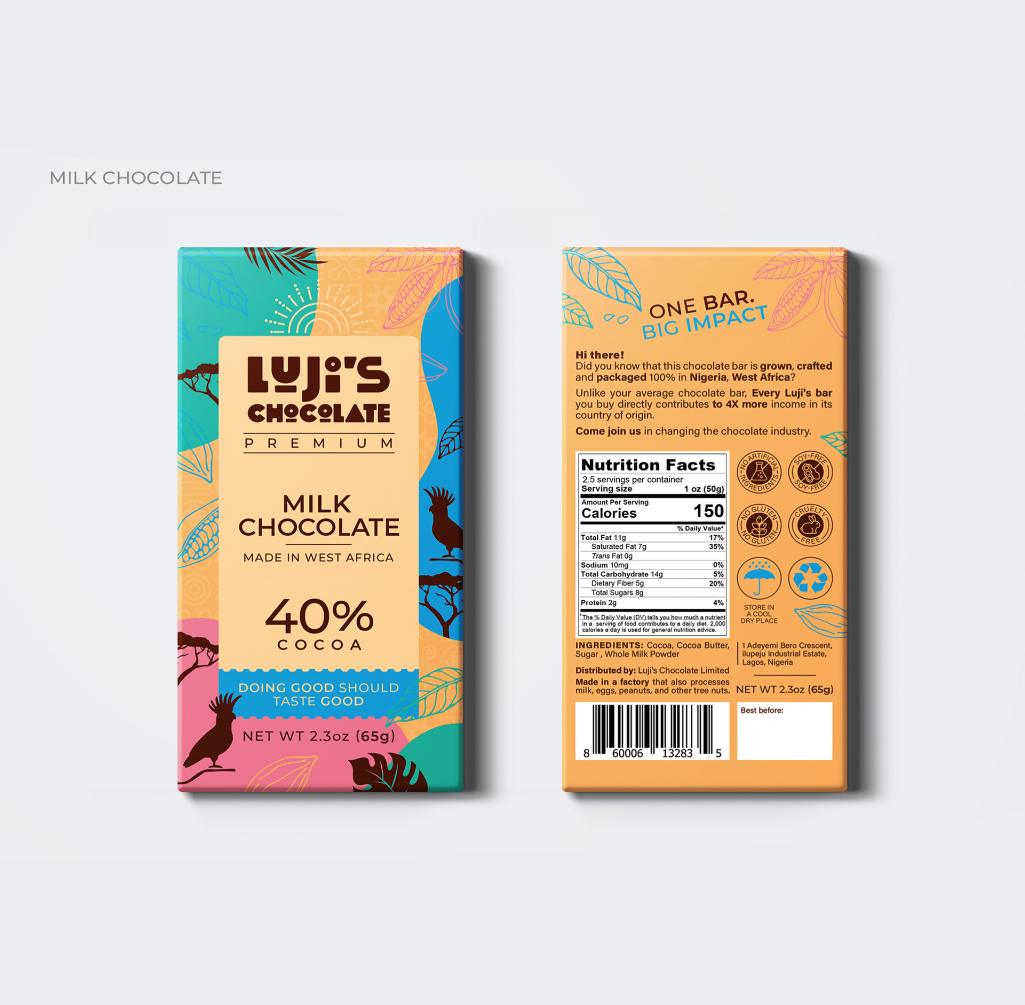 MILK CHOCOLATE
LUJI'S
CHOCOLATE
PREMIUM
MILK
CHOCOLATE
MADE IN WEST AFRICA
40%
COCOA
DOING GOOD SHOULD
TASTE GOOD
NET WT 2.3oz (65g)
ONE BAR.
BIG IMPACT
Hi there!
Did you know that this chocolate bar is grown, crafted
and packaged 100% in Nigeria, West Africa?
Unlike your average chocolate bar, Every Luji's bar
you buy directly contributes to 4X more income in its
country of origin.
Come join us in changing the chocolate industry.
Nutrition Facts
2.5 servings per container
Serving size 1 oz (50g)
Amount Per Serving
Calories 150
% Daily Value*
Total Fat 11g 17%
Saturated Fat 7g 35%
Trans Fat 0g
Sodium 10mg 0%
Total Carbohydrate 14g 5%
Dietary Fiber 5g 20%
Total Sugars 8g
Protein 2g 4%
*The % Daily Value (DV) tells you how much a nutrient
in a serving of food contributes to a daily diet. 2,000
calories a day is used for general nutrition advice.
NO ARTIFICIAL
INGREDIENTS
SOY-FREE
SOY-FREE
NO GLUTEN
NO GLUTEN
CRUELTY
FREE
STORE IN
A COOL
DRY PLACE
INGREDIENTS: Cocoa, Cocoa Butter,
Sugar , Whole Milk Powder
Distributed by: Luji's Chocolate Limited
Made in a factory that also processes
milk, eggs, peanuts, and other tree nuts.
1 Adeyemi Bero Crescent,
ilupeju Industrial Estate,
Lagos, Nigeria
NET WT 2.3oz (65g)
8 60006 13283 5
Best before: